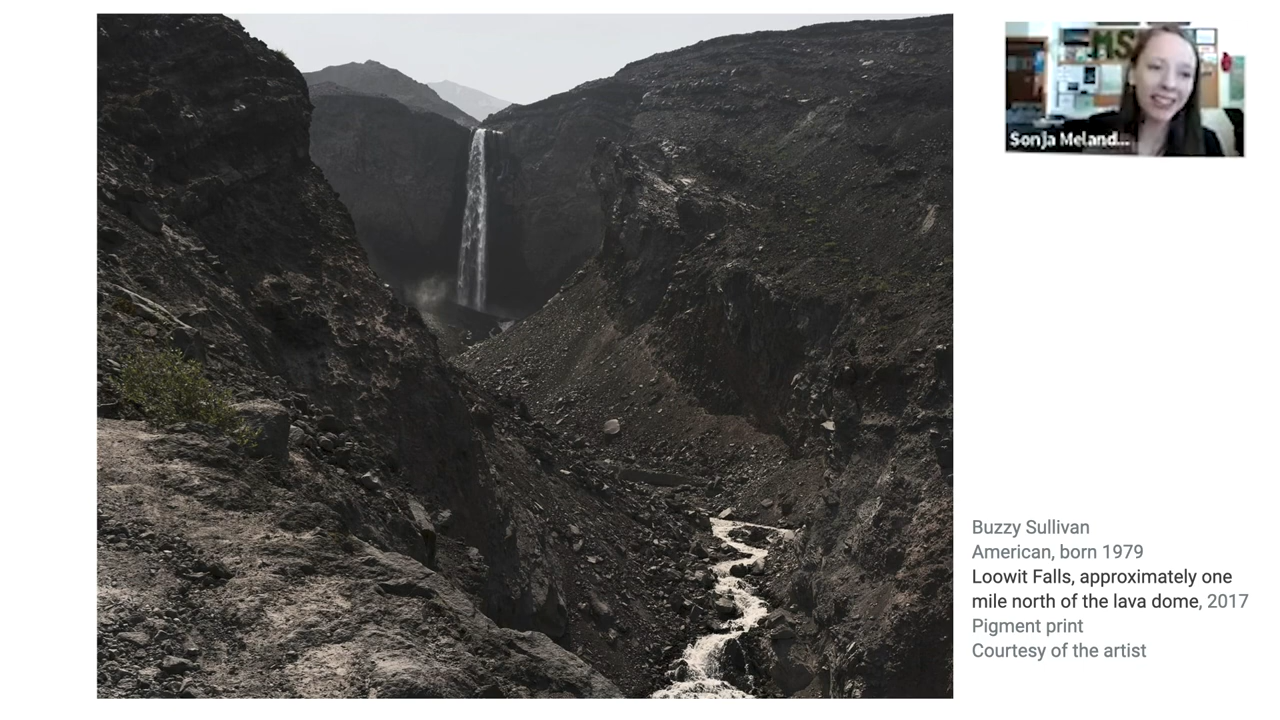 MS
Sonja Meland...
Buzzy Sullivan
American, born 1979
Loowit Falls, approximately one
mile north of the lava dome, 2017
Pigment print
Courtesy of the artist